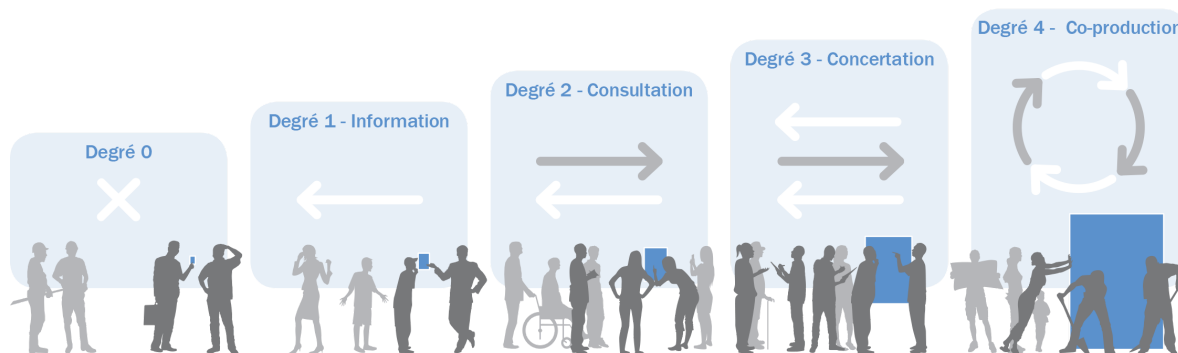 Degré 0
Degré 1 - Information
Degré 2 - Consultation
Degré 3 - Concertation
Degré 4 - Co-production